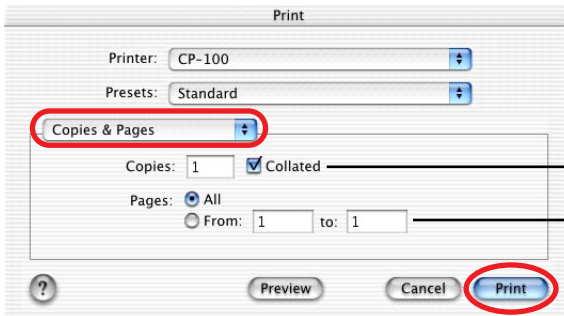 Print
Printer: CP-100
Presets: Standard
Copies & Pages
Copies: 1 Collated
Pages: All
From: 1 to: 1
? Preview Cancel Print